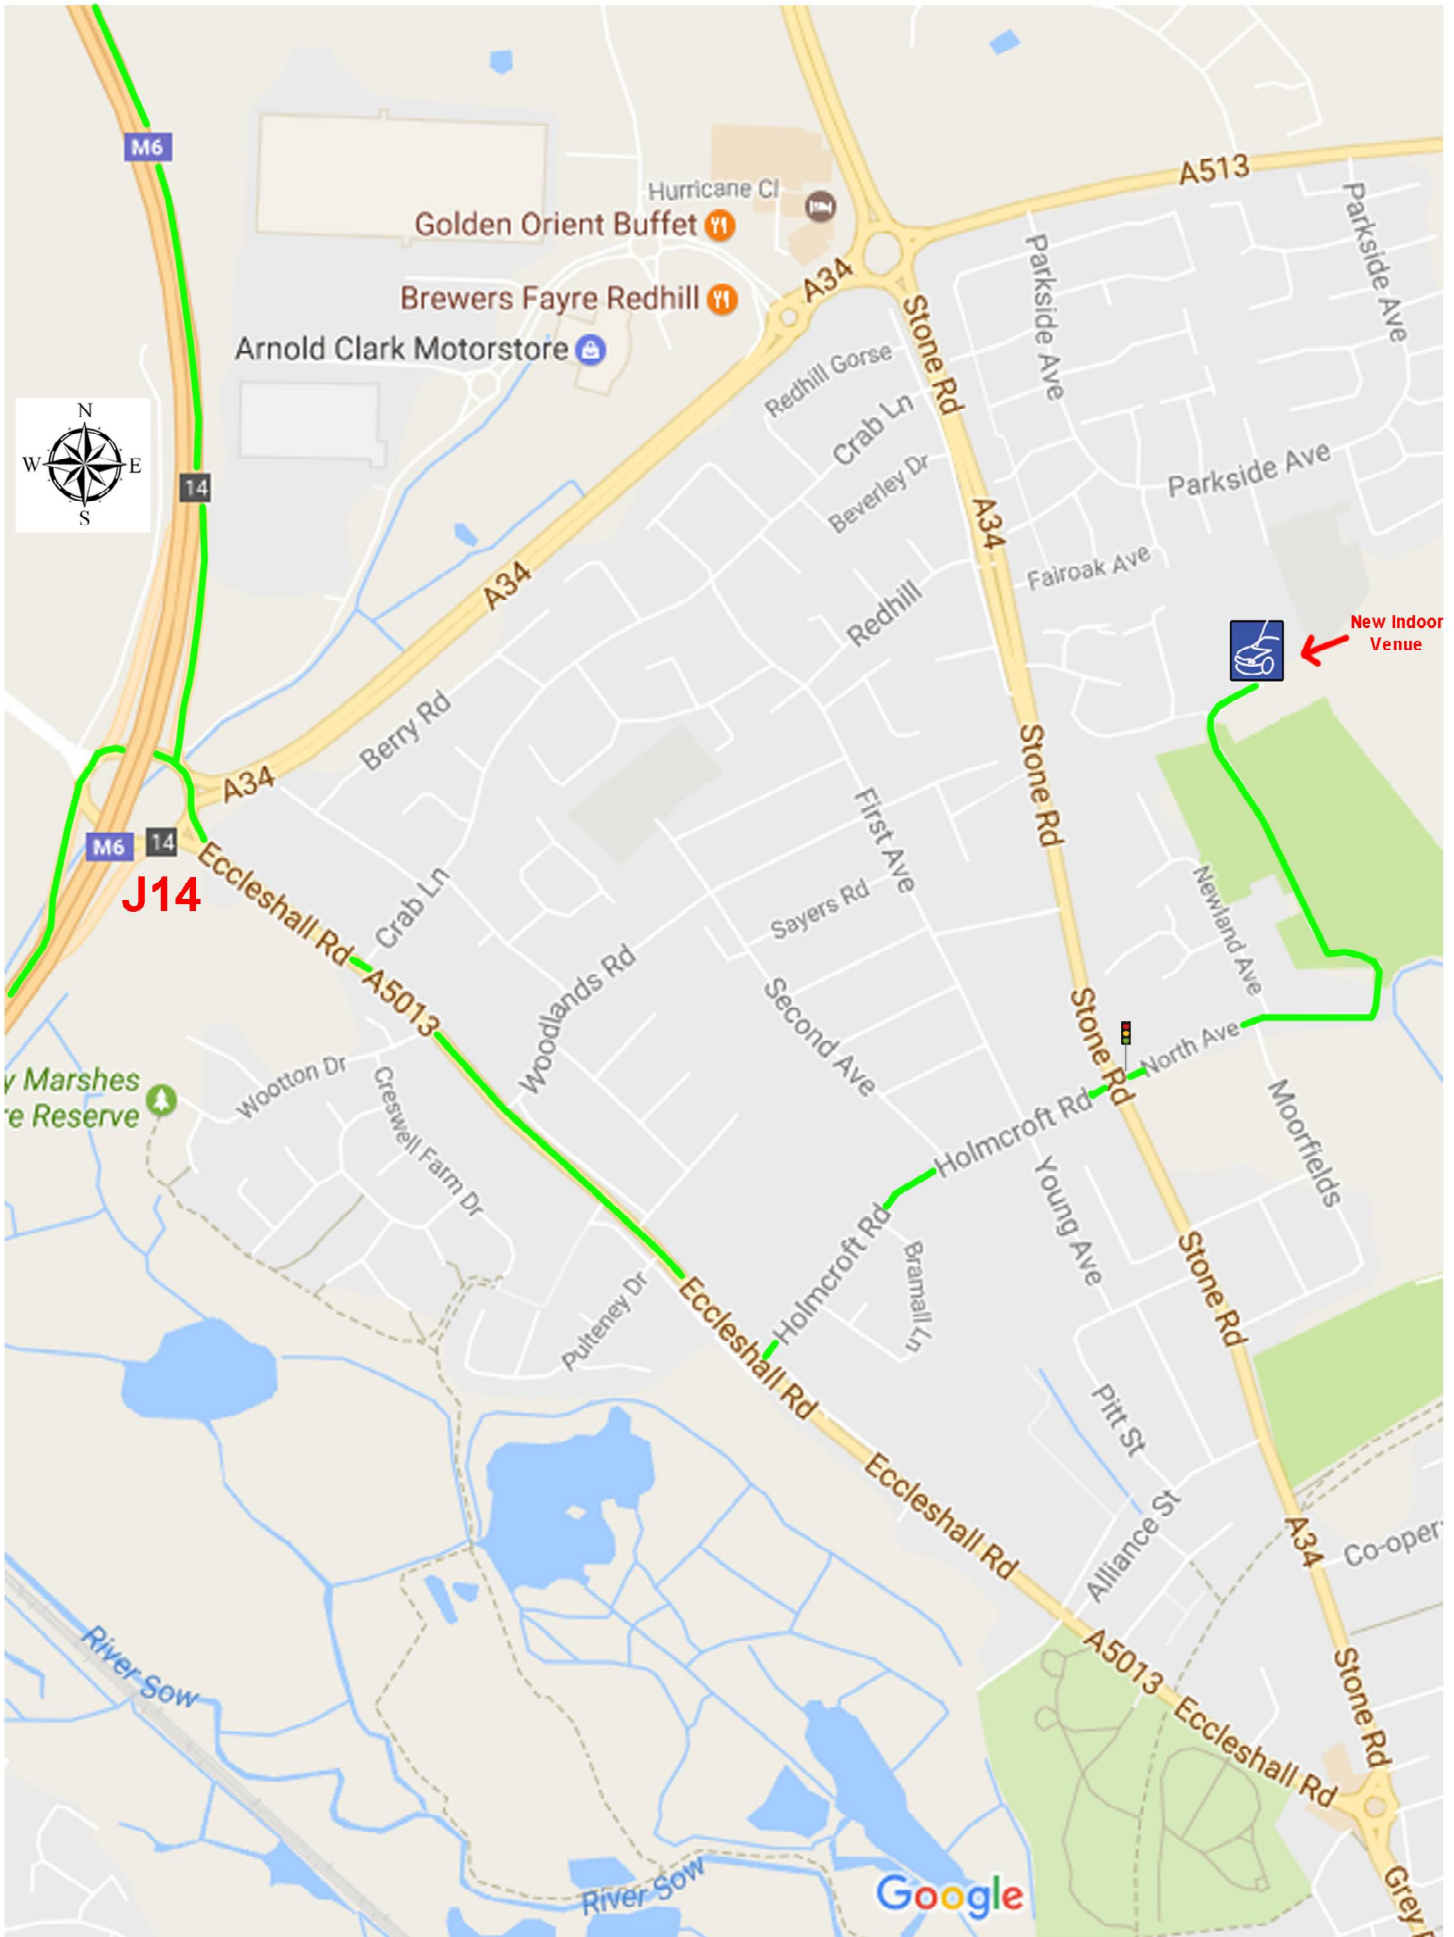 M6
A513
Hurricane Cl
Parkside Ave
Golden Orient Buffet
A34
Parkside Ave
Brewers Fayre Redhill
Stone Rd
Arnold Clark Motorstore
Redhill Gorse
Crab Ln
N
W E
S
Parkside Ave
14
Beverley Dr
A34
Fairoak Ave
A34
Redhill
New Indoor
Venue
Berry Rd
Stone Rd
A34
First Ave
M6
14
J14
Eccleshall Rd
Crab Ln
Sayers Rd
Newland Ave
A5013
Woodlands Rd
Second Ave
Stone Rd
North Ave
y Marshes
re Reserve
Wootton Dr
Creswell Farm Dr
Holmcroft Rd
Moorfields
Young Ave
Holmcroft Rd
Bramall Ln
Stone Rd
Pulteney Dr
Eccleshall Rd
Pitt St
Eccleshall Rd
Alliance St
A34
Co-oper
River Sow
A5013
Eccleshall Rd
Stone Rd
River Sow
Google
Grey F